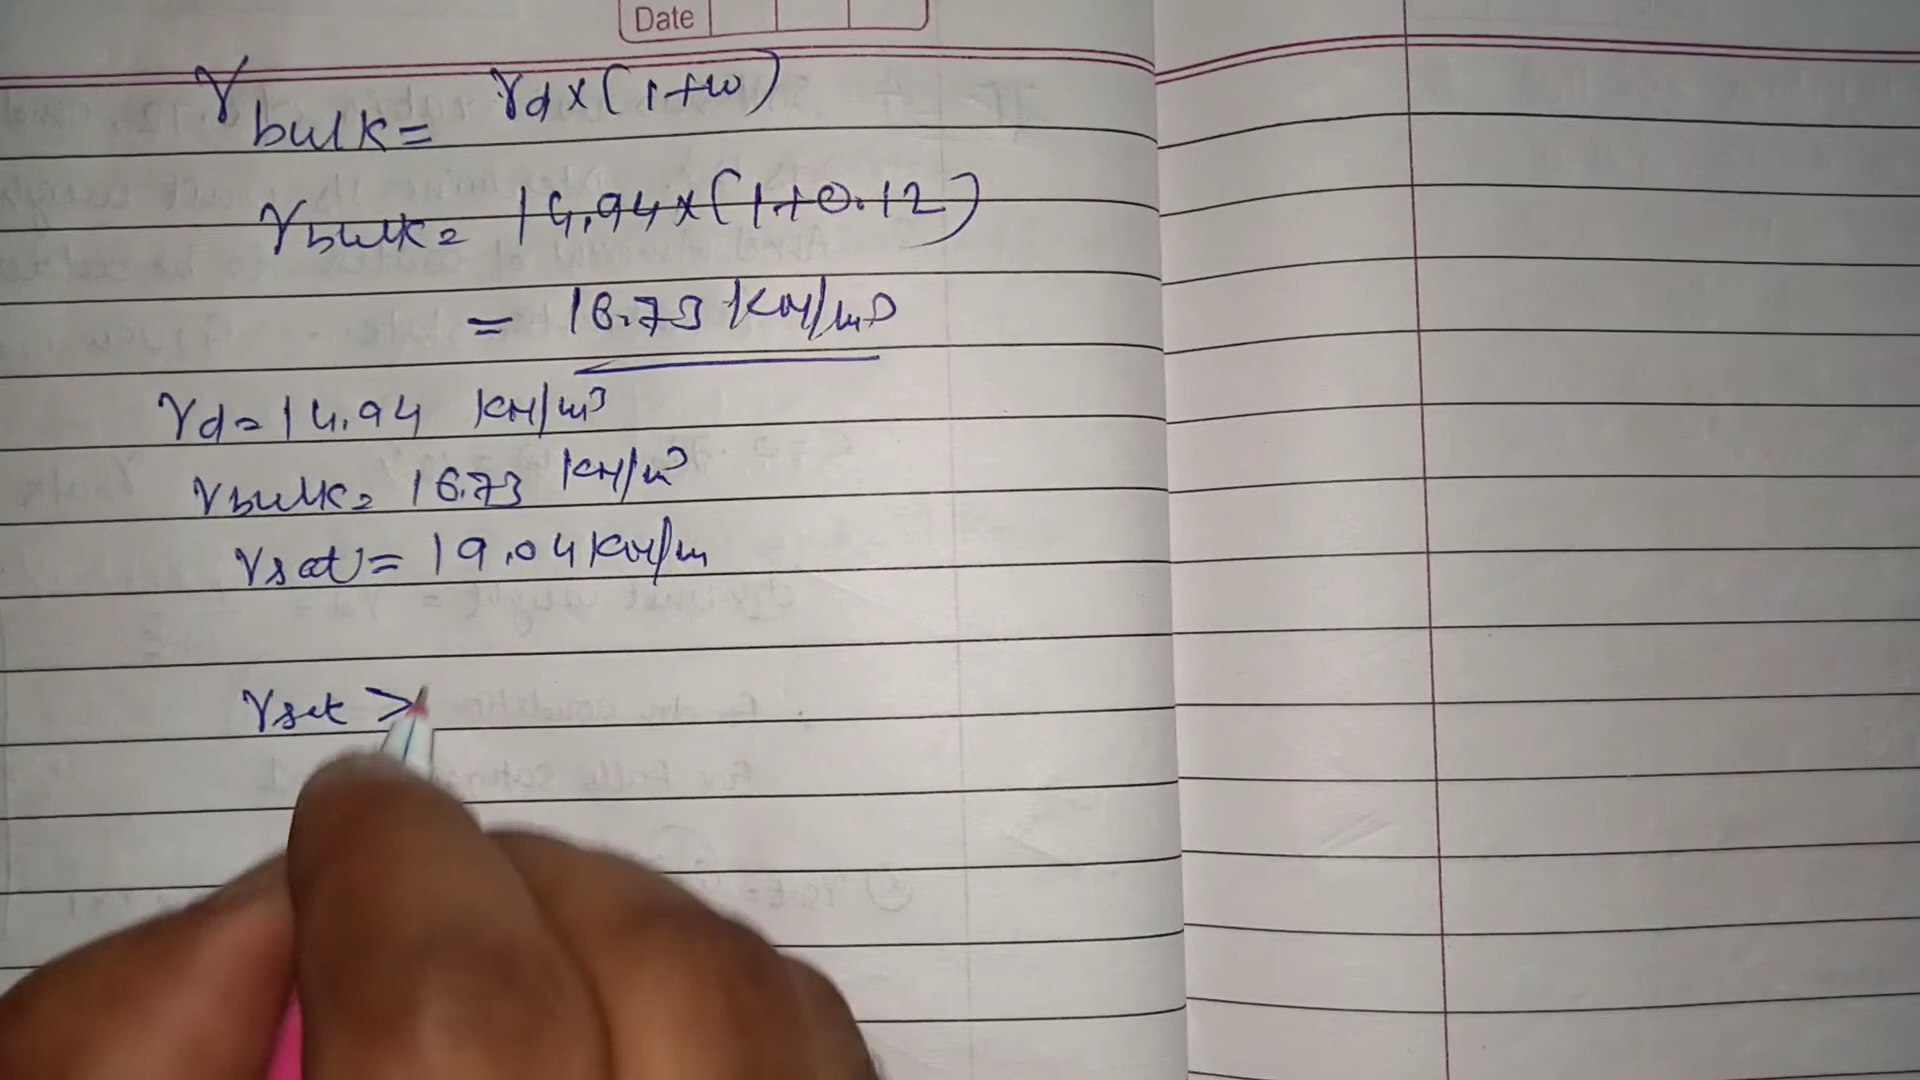 Date
γbulk = γd x (1+w)
γbulk = 14.94 x (1+0.12)
= 16.73 KN/m³
γd = 14.94 KN/m³
γbulk = 16.73 KN/m³
γsat = 19.04 KN/m
γsat >